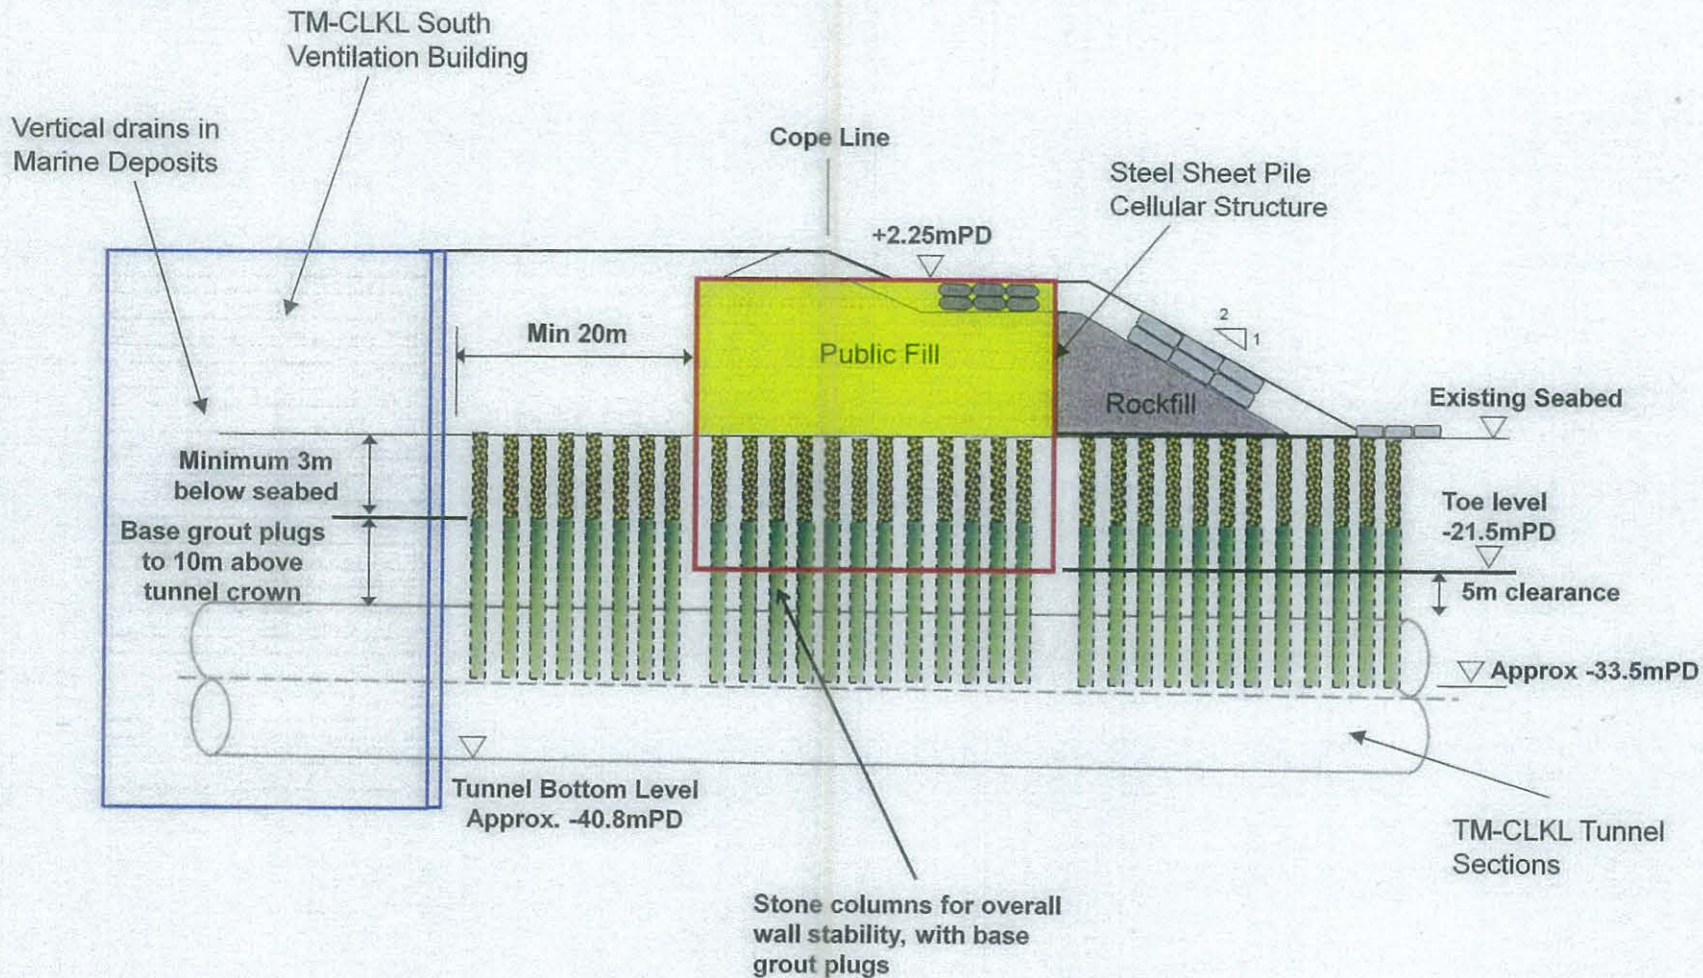 TM-CLKL South
Ventilation Building
Vertical drains in
Marine Deposits
Cope Line
Steel Sheet Pile
Cellular Structure
+2.25mPD
Min 20m
Public Fill
2
1
Rockfill
Existing Seabed
Minimum 3m
below seabed
Toe level
-21.5mPD
Base grout plugs
to 10m above
tunnel crown
5m clearance
Approx -33.5mPD
Tunnel Bottom Level
Approx. -40.8mPD
TM-CLKL Tunnel
Sections
Stone columns for overall
wall stability, with base
grout plugs